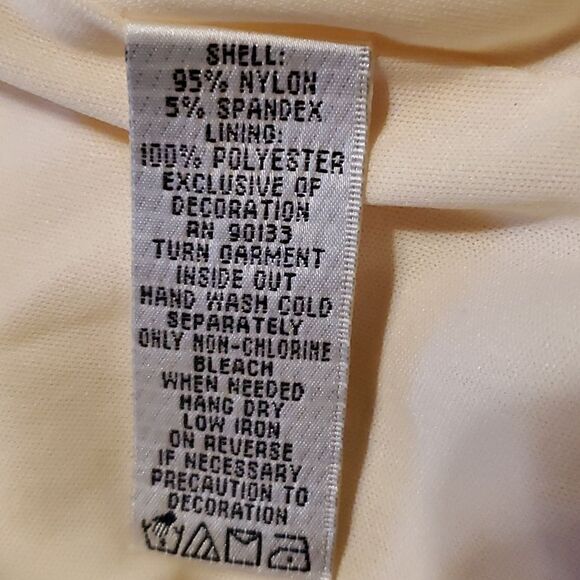 SHELL:
95% NYLON
5% SPANDEX
LINING:
100% POLYESTER
EXCLUSIVE OF
DECORATION
RN 90133
TURN GARMENT
INSIDE OUT
HAND WASH COLD
SEPARATELY
ONLY NON-CHLORINE
BLEACH
WHEN NEEDED
HANG DRY
LOW IRON
ON REVERSE
IF NECESSARY
PRECAUTION TO
DECORATION